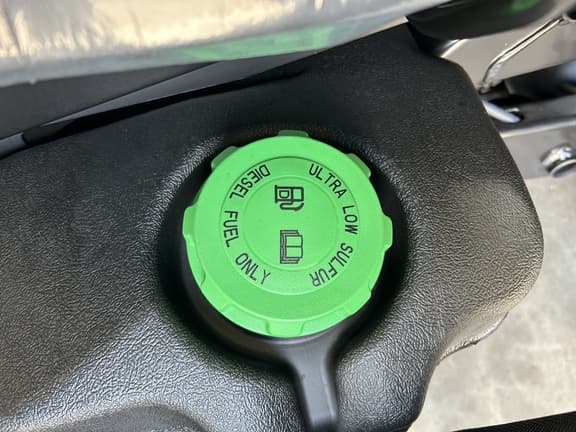 ULTRA LOW SULFUR
DIESEL FUEL ONLY